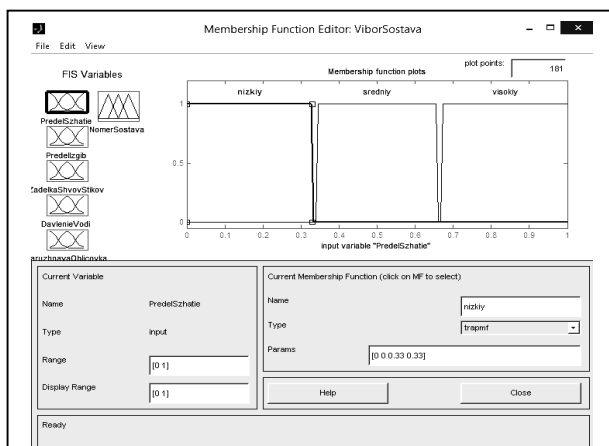 Membership Function Editor: ViborSostava
File Edit View
FIS Variables
PredelSzhatie
NomerSostava
PredelIzgib
ZadelkaShvovStikov
DavlenieVodi
aruzhnayaOblicovka
Membership function plots
plot points:
181
nizkiy sredniy visokiy
1
0.5
0
0 0.1 0.2 0.3 0.4 0.5 0.6 0.7 0.8 0.9 1
input variable "PredelSzhatie"
Current Variable
Name PredelSzhatie
Type input
Range [0 1]
Display Range [0 1]
Current Membership Function (click on MF to select)
Name nizkiy
Type trapmf
Params [0 0 0.33 0.33]
Help Close
Ready